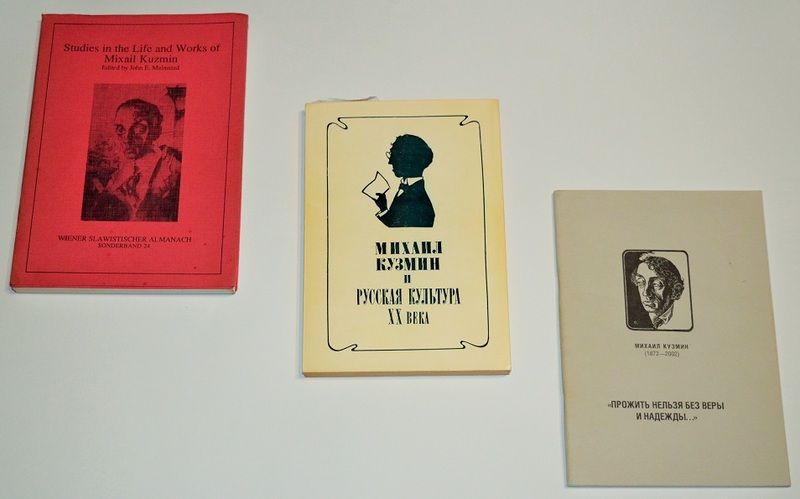 Studies in the Life and Works of
Mixail Kuzmin
Edited by John E. Malmstad
WIENER SLAWISTISCHER ALMANACH
SONDERBAND 24
МИХАИЛ
КУЗМИН
И
РУССКАЯ КУЛЬТУРА
XX ВЕКА
МИХАИЛ КУЗМИН
(1872—2002)
«ПРОЖИТЬ НЕЛЬЗЯ БЕЗ ВЕРЫ
И НАДЕЖДЫ...»